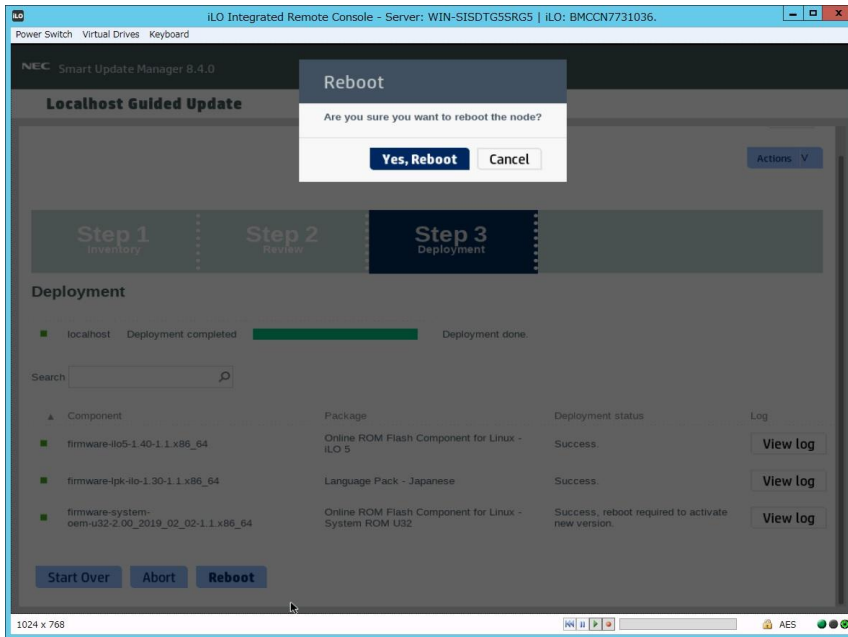 iLO
iLO Integrated Remote Console - Server: WIN-SISDTG5SRG5 | iLO: BMCCN7731036.
Power Switch Virtual Drives Keyboard
NEC Smart Update Manager 8.4.0
Localhost Guided Update
Reboot
Are you sure you want to reboot the node?
Yes, Reboot Cancel
Actions V
Step 1
Inventory
Step 2
Review
Step 3
Deployment
Deployment
localhost Deployment completed Deployment done.
Search
Component Package Deployment status Log
firmware-ilo5-1.40-1.1.x86_64
Online ROM Flash Component for Linux -
iLO 5
Success.
View log
firmware-lpk-ilo-1.30-1.1.x86_64
Language Pack - Japanese
Success.
View log
firmware-system-
oem-u32-2.00_2019_02_02-1.1.x86_64
Online ROM Flash Component for Linux -
System ROM U32
Success, reboot required to activate
new version.
View log
Start Over Abort Reboot
1024 x 768 AES